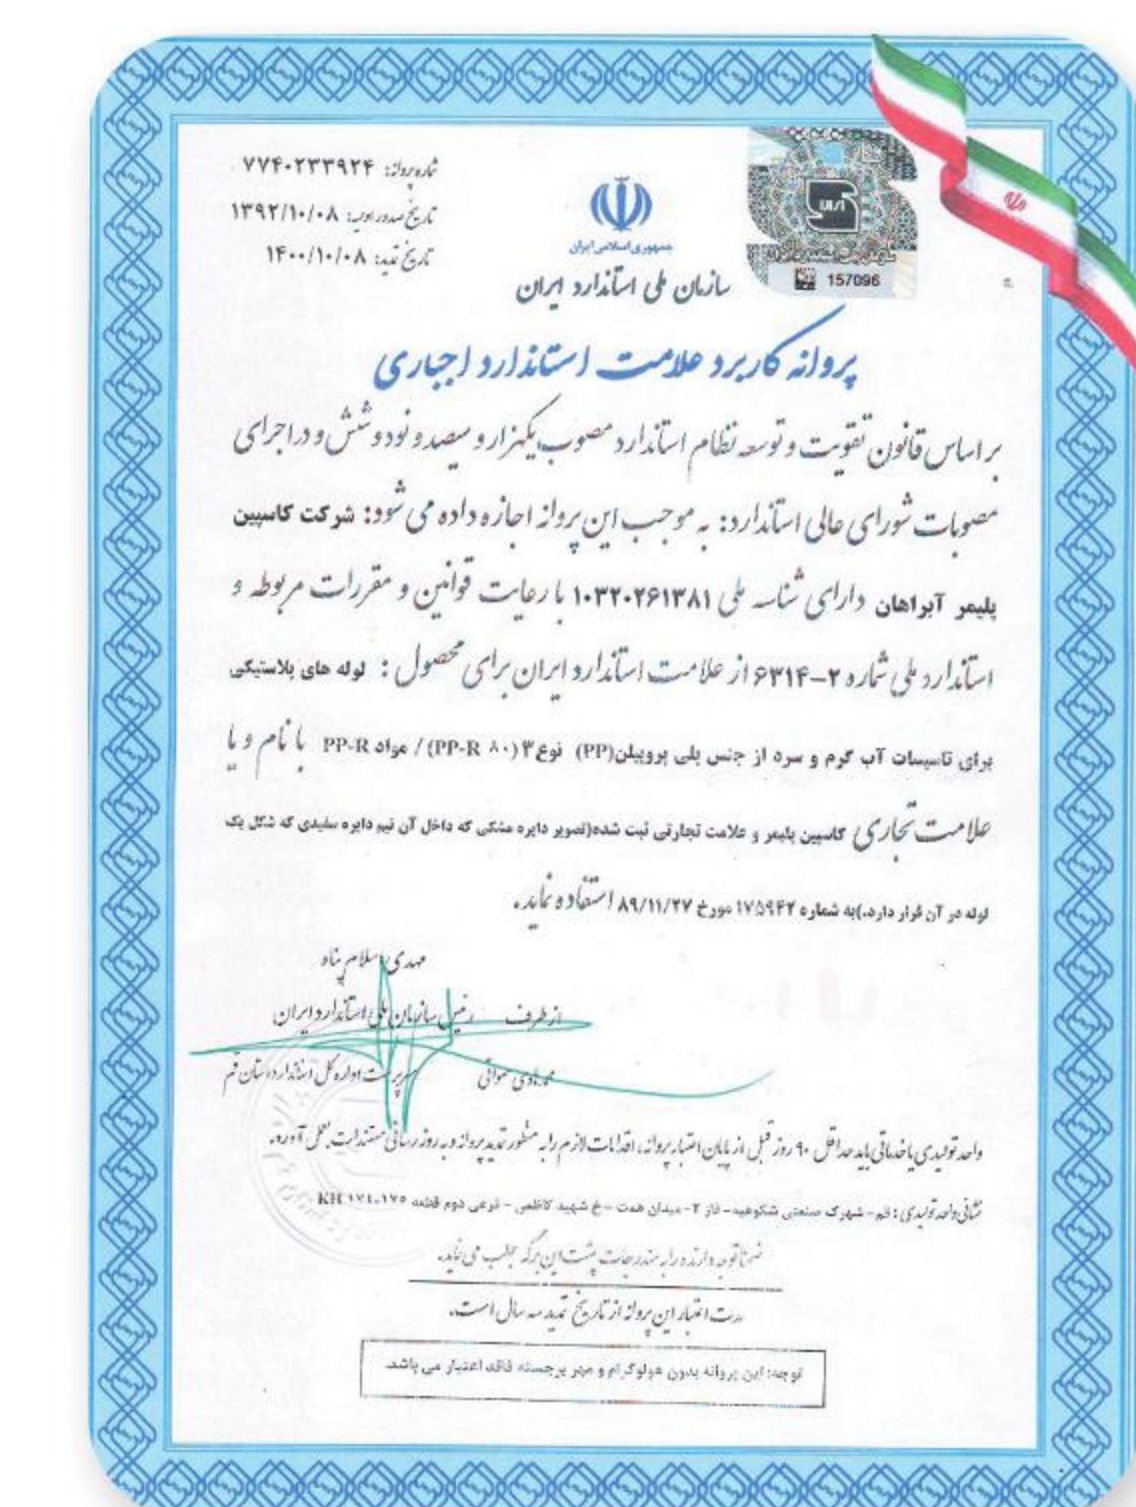 شماره پروانه: ۷۷۴۰۲۳۳۹۲۴
تاریخ صدور اولیه: ۱۳۹۲/۱۰/۰۸
تاریخ تمدید: ۱۴۰۰/۱۰/۰۸
جمهوری اسلامی ایران
سازمان ملی استاندارد ایران
157096
پروانه کاربرد علامت استاندارد اجباری
بر اساس قانون تقویت و توسعه نظام استاندارد مصوب یکهزار و سیصد و نود و شش و در اجرای
مصوبات شورای عالی استاندارد: به موجب این پروانه اجازه داده می شود: شرکت کاسپین
پلیمر آبراهان دارای شناسه ملی ۱۰۳۲۰۲۶۱۳۸۱ با رعایت قوانین و مقررات مربوطه و
استاندارد ملی شماره ۲-۶۳۱۴ از علامت استاندارد ایران برای محصول : لوله های پلاستیکی
برای تاسیسات آب گرم و سرد از جنس پلی پروپیلن(PP) نوع ۳ (PP-R ۸۰) / مواد PP-R با نام و یا
علامت تجاری کاسپین پلیمر و علامت تجارتی ثبت شده(تصویر دایره مشکی که داخل آن نیم دایره سفیدی که شکل یک
لوله در آن قرار دارد.)به شماره ۱۷۵۹۴۲ مورخ ۸۹/۱۱/۲۷ استفاده نماید.
مهدی اسلام پناه
از طرف رئیس سازمان ملی استاندارد ایران
سرپرست اداره کل استاندارد استان قم
واحد تولیدی یا خدماتی باید حداقل ۹۰ روز قبل از پایان اعتبار پروانه، اقدامات لازم را به منظور تمدید پروانه و به روز رسانی مستندات بعمل آورد.
نشانی واحد تولیدی : قم- شهرک صنعتی شکوهیه- فاز ۲- میدان همت -خ شهید کاظمی - فرعی دوم قطعه KH ۱۷۴-۱۷۵
ضمناً توجه دارنده را به مندرجات پشت این برگه جلب می نماید.
مدت اعتبار این پروانه از تاریخ تمدید سه سال است.
توجه: این پروانه بدون هولوگرام و مهر برجسته فاقد اعتبار می باشد.